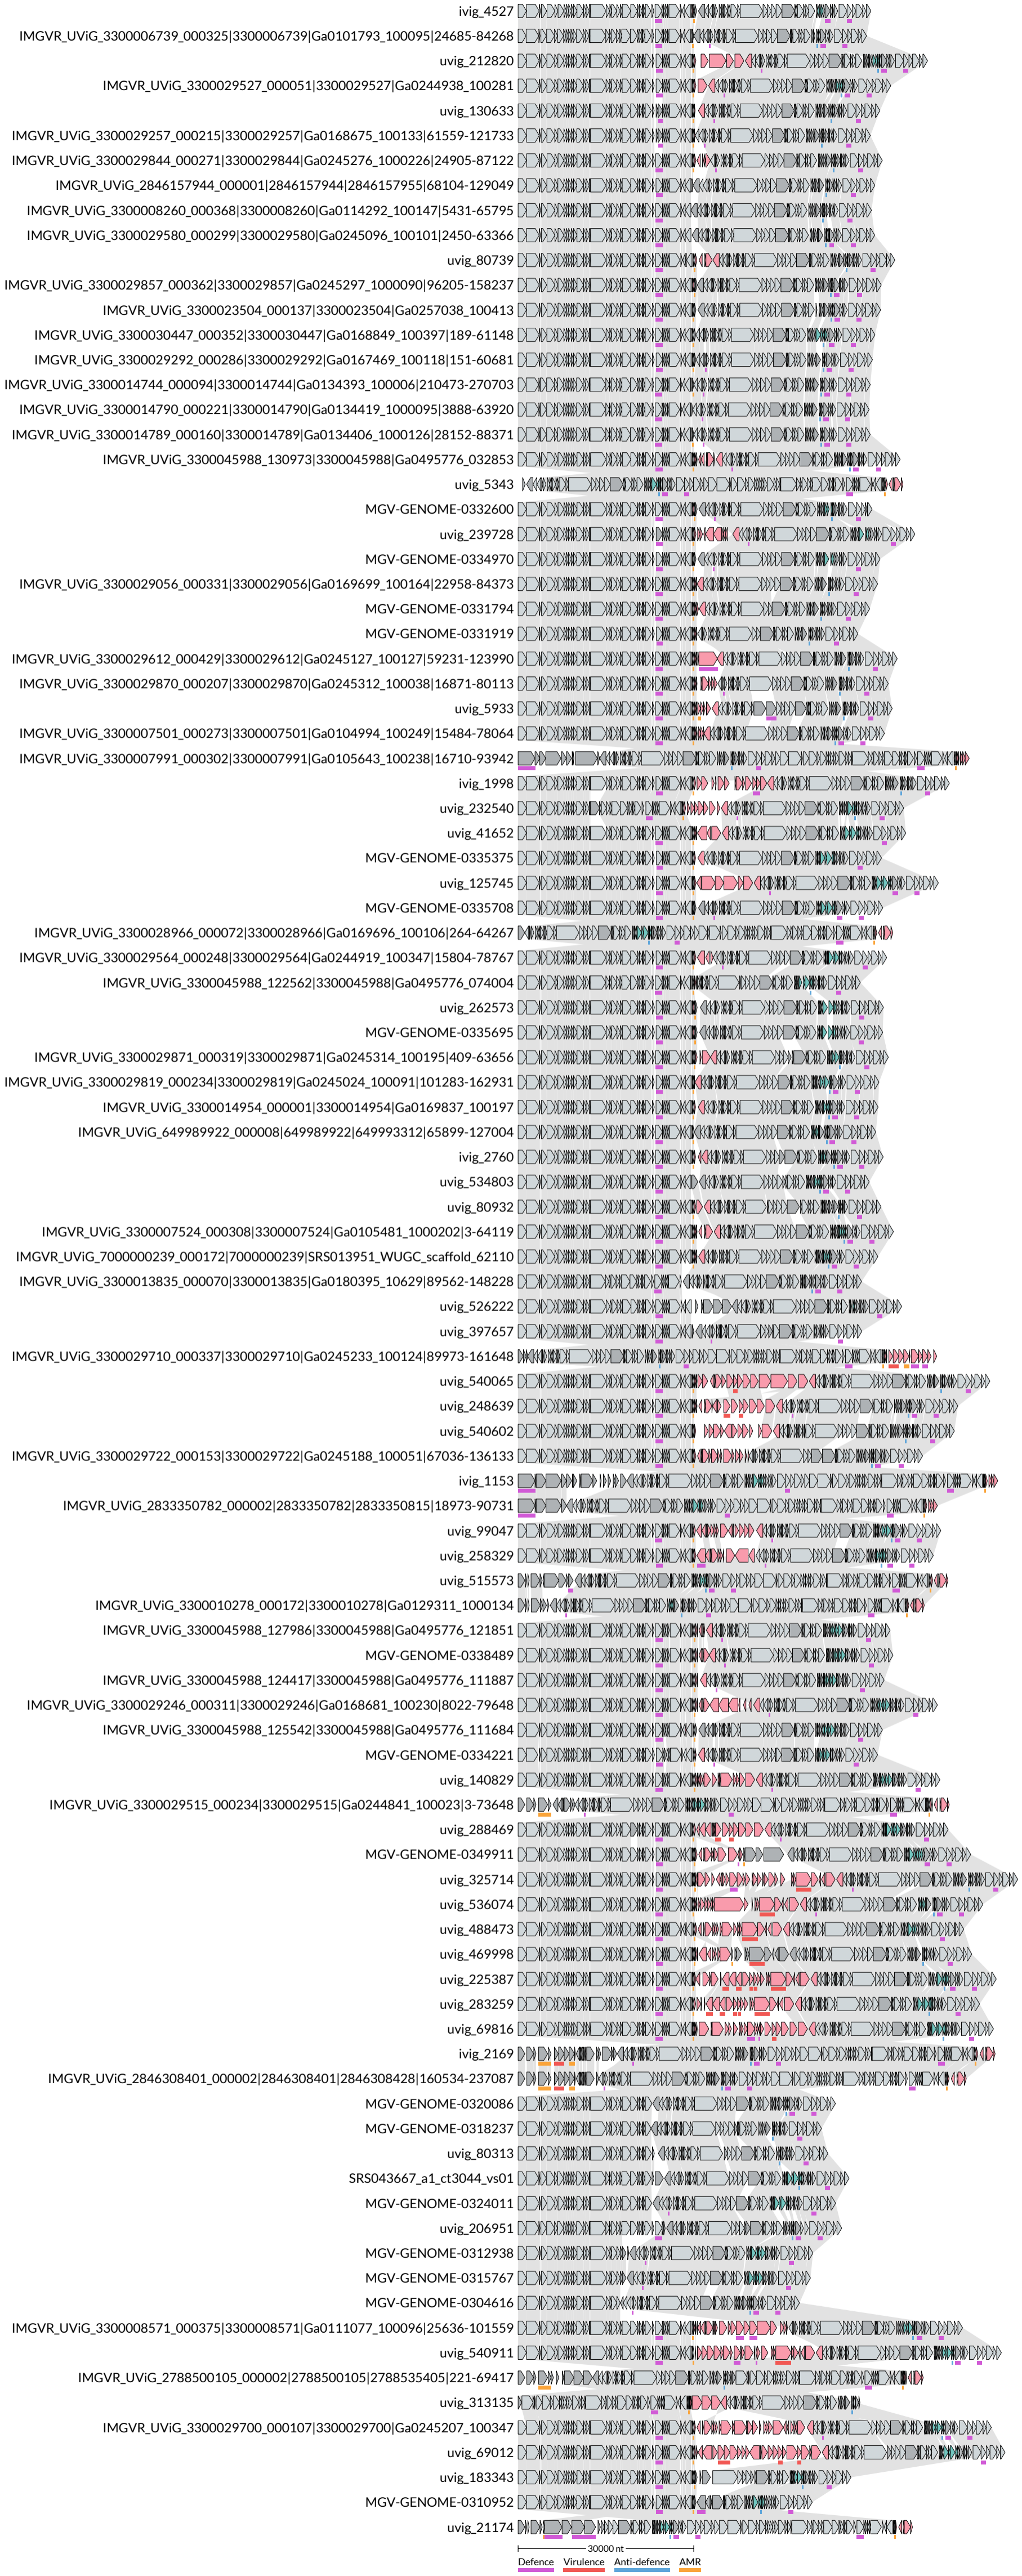 ivig_4527
IMGVR_UViG_3300006739_000325|3300006739|Ga0101793_100095|24685-84268
uvig_212820
IMGVR_UViG_3300029527_000051|3300029527|Ga0244938_100281
uvig_130633
IMGVR_UViG_3300029257_000215|3300029257|Ga0168675_100133|61559-121733
IMGVR_UViG_3300029844_000271|3300029844|Ga0245276_1000226|24905-87122
IMGVR_UViG_2846157944_000001|2846157944|2846157955|68104-129049
IMGVR_UViG_3300008260_000368|3300008260|Ga0114292_100147|5431-65795
IMGVR_UViG_3300029580_000299|3300029580|Ga0245096_100101|2450-63366
uvig_80739
IMGVR_UViG_3300029857_000362|3300029857|Ga0245297_1000090|96205-158237
IMGVR_UViG_3300023504_000137|3300023504|Ga0257038_100413
IMGVR_UViG_3300030447_000352|3300030447|Ga0168849_100397|189-61148
IMGVR_UViG_3300029292_000286|3300029292|Ga0167469_100118|151-60681
IMGVR_UViG_3300014744_000094|3300014744|Ga0134393_100006|210473-270703
IMGVR_UViG_3300014790_000221|3300014790|Ga0134419_1000095|3888-63920
IMGVR_UViG_3300014789_000160|3300014789|Ga0134406_1000126|28152-88371
IMGVR_UViG_3300045988_130973|3300045988|Ga0495776_032853
uvig_5343
MGV-GENOME-0332600
uvig_239728
MGV-GENOME-0334970
IMGVR_UViG_3300029056_000331|3300029056|Ga0169699_100164|22958-84373
MGV-GENOME-0331794
MGV-GENOME-0331919
IMGVR_UViG_3300029612_000429|3300029612|Ga0245127_100127|59231-123990
IMGVR_UViG_3300029870_000207|3300029870|Ga0245312_100038|16871-80113
uvig_5933
IMGVR_UViG_3300007501_000273|3300007501|Ga0104994_100249|15484-78064
IMGVR_UViG_3300007991_000302|3300007991|Ga0105643_100238|16710-93942
ivig_1998
uvig_232540
uvig_41652
MGV-GENOME-0335375
uvig_125745
MGV-GENOME-0335708
IMGVR_UViG_3300028966_000072|3300028966|Ga0169696_100106|264-64267
IMGVR_UViG_3300029564_000248|3300029564|Ga0244919_100347|15804-78767
IMGVR_UViG_3300045988_122562|3300045988|Ga0495776_074004
uvig_262573
MGV-GENOME-0335695
IMGVR_UViG_3300029871_000319|3300029871|Ga0245314_100195|409-63656
IMGVR_UViG_3300029819_000234|3300029819|Ga0245024_100091|101283-162931
IMGVR_UViG_3300014954_000001|3300014954|Ga0169837_100197
IMGVR_UViG_649989922_000008|649989922|649993312|65899-127004
ivig_2760
uvig_534803
uvig_80932
IMGVR_UViG_3300007524_000308|3300007524|Ga0105481_1000202|3-64119
IMGVR_UViG_7000000239_000172|7000000239|SRS013951_WUGC_scaffold_62110
IMGVR_UViG_3300013835_000070|3300013835|Ga0180395_10629|89562-148228
uvig_526222
uvig_397657
IMGVR_UViG_3300029710_000337|3300029710|Ga0245233_100124|89973-161648
uvig_540065
uvig_248639
uvig_540602
IMGVR_UViG_3300029722_000153|3300029722|Ga0245188_100051|67036-136133
ivig_1153
IMGVR_UViG_2833350782_000002|2833350782|2833350815|18973-90731
uvig_99047
uvig_258329
uvig_515573
IMGVR_UViG_3300010278_000172|3300010278|Ga0129311_1000134
IMGVR_UViG_3300045988_127986|3300045988|Ga0495776_121851
MGV-GENOME-0338489
IMGVR_UViG_3300045988_124417|3300045988|Ga0495776_111887
IMGVR_UViG_3300029246_000311|3300029246|Ga0168681_100230|8022-79648
IMGVR_UViG_3300045988_125542|3300045988|Ga0495776_111684
MGV-GENOME-0334221
uvig_140829
IMGVR_UViG_3300029515_000234|3300029515|Ga0244841_100023|3-73648
uvig_288469
MGV-GENOME-0349911
uvig_325714
uvig_536074
uvig_488473
uvig_469998
uvig_225387
uvig_283259
uvig_69816
ivig_2169
IMGVR_UViG_2846308401_000002|2846308401|2846308428|160534-237087
MGV-GENOME-0320086
MGV-GENOME-0318237
uvig_80313
SRS043667_a1_ct3044_vs01
MGV-GENOME-0324011
uvig_206951
MGV-GENOME-0312938
MGV-GENOME-0315767
MGV-GENOME-0304616
IMGVR_UViG_3300008571_000375|3300008571|Ga0111077_100096|25636-101559
uvig_540911
IMGVR_UViG_2788500105_000002|2788500105|2788535405|221-69417
uvig_313135
IMGVR_UViG_3300029700_000107|3300029700|Ga0245207_100347
uvig_69012
uvig_183343
MGV-GENOME-0310952
uvig_21174
30000 nt
Defence Virulence Anti-defence AMR